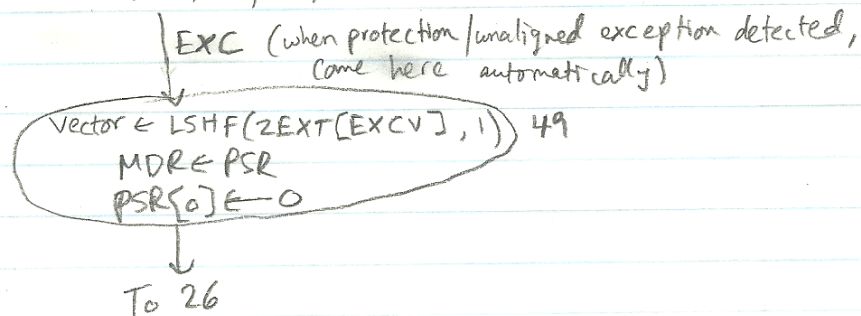 EXC (when protection/unaligned exception detected,
come here automatically)
Vector ← LSHF(ZEXT[EXCV], 1) 49
MDR ← PSR
PSR[0] ← 0
To 26